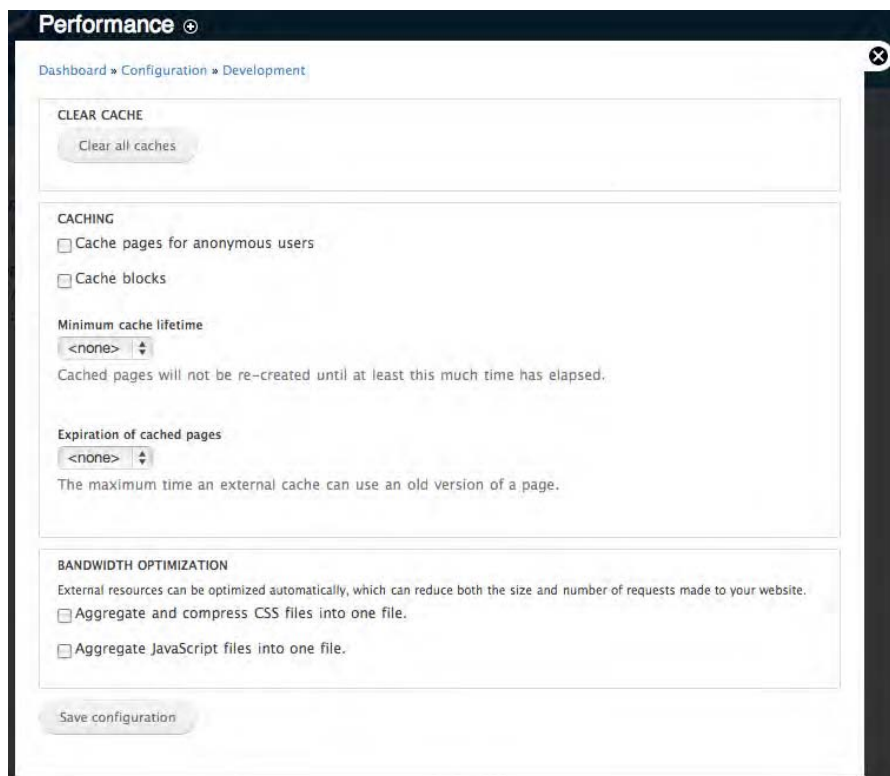 Performance
Dashboard » Configuration » Development
CLEAR CACHE
Clear all caches
CACHING
Cache pages for anonymous users
Cache blocks
Minimum cache lifetime
<none>
Cached pages will not be re-created until at least this much time has elapsed.
Expiration of cached pages
<none>
The maximum time an external cache can use an old version of a page.
BANDWIDTH OPTIMIZATION
External resources can be optimized automatically, which can reduce both the size and number of requests made to your website.
Aggregate and compress CSS files into one file.
Aggregate JavaScript files into one file.
Save configuration